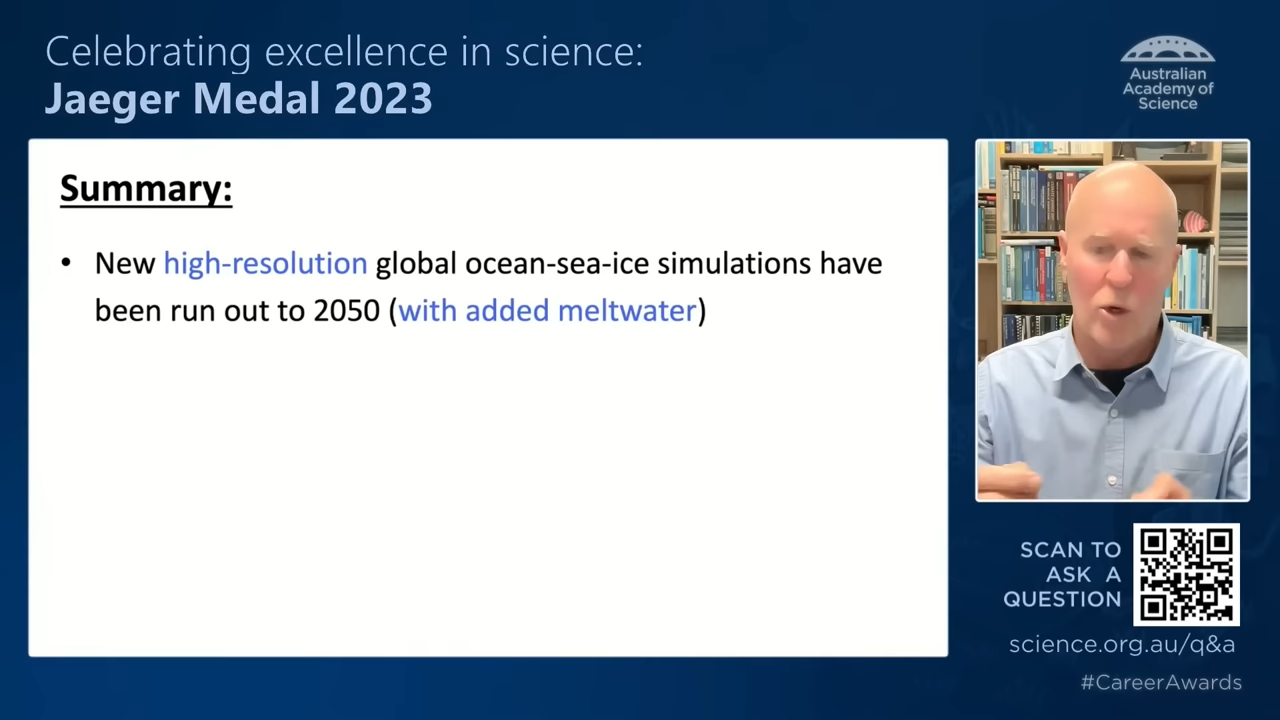 Celebrating excellence in science:
Jaeger Medal 2023
Australian
Academy of
Science
Summary:
• New high-resolution global ocean-sea-ice simulations have
been run out to 2050 (with added meltwater)
SCAN TO
ASK A
QUESTION
science.org.au/q&a
#CareerAwards